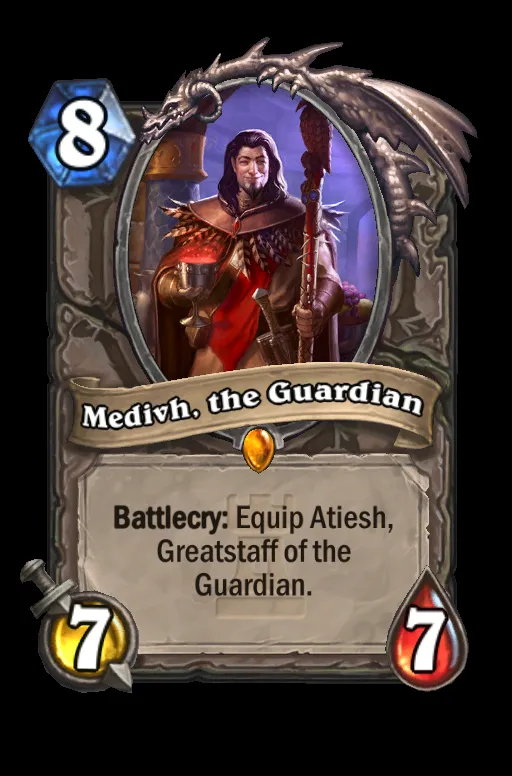 8
Medivh, the Guardian
Battlecry: Equip Atiesh,
Greatstaff of the
Guardian.
7
7